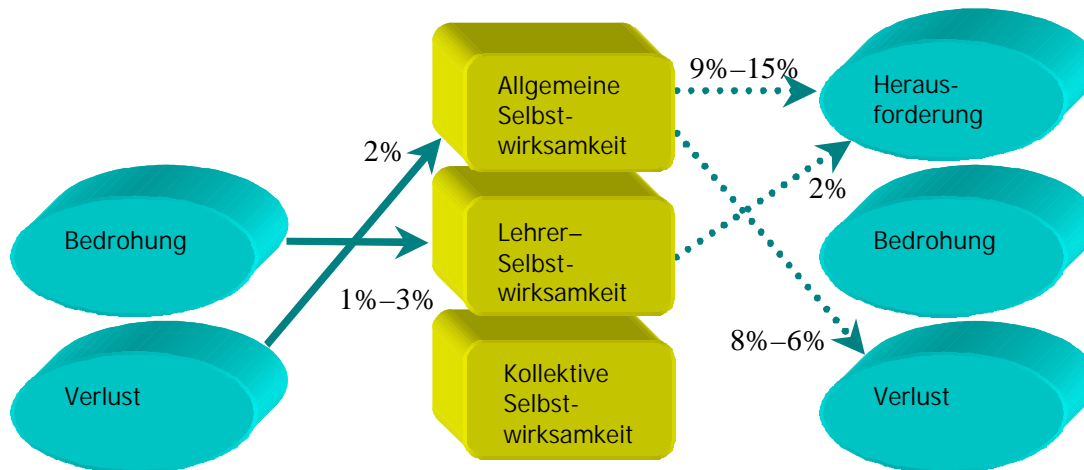 Bedrohung
Verlust
2%
1%–3%
Allgemeine
Selbst-
wirksamkeit
Lehrer–
Selbst-
wirksamkeit
Kollektive
Selbst-
wirksamkeit
9%–15%
2%
8%–6%
Heraus-
forderung
Bedrohung
Verlust